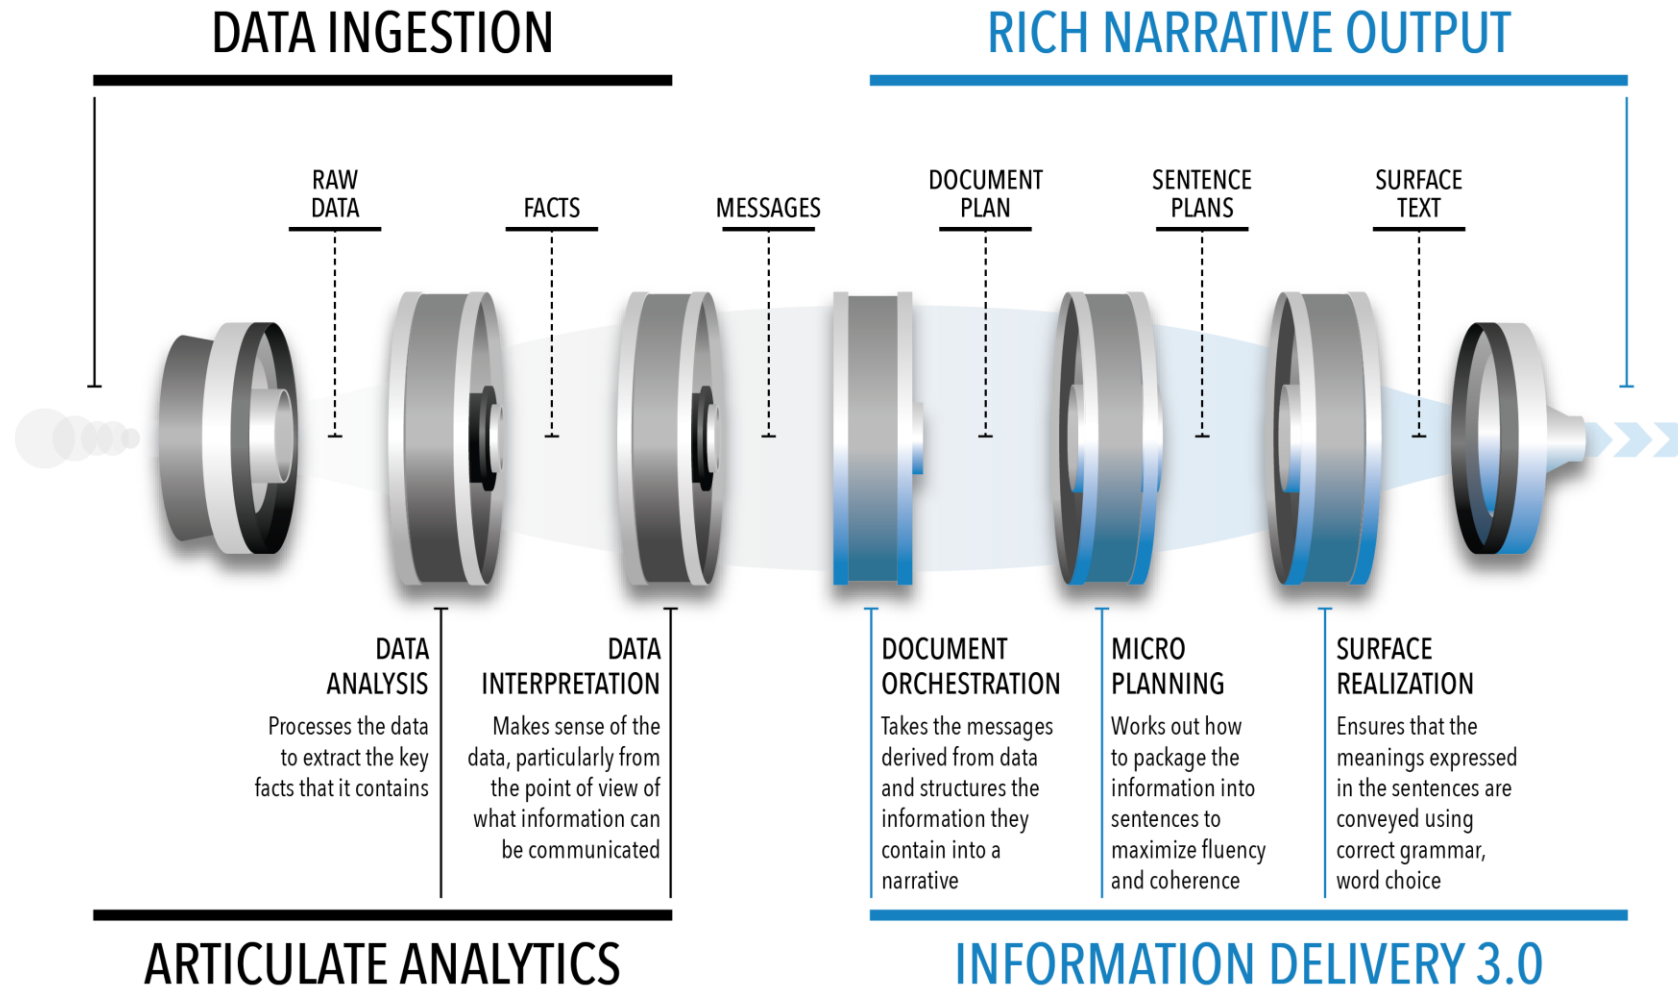 DATA INGESTION
RICH NARRATIVE OUTPUT
RAW
DATA
FACTS
MESSAGES
DOCUMENT
PLAN
SENTENCE
PLANS
SURFACE
TEXT
DATA
ANALYSIS
Processes the data
to extract the key
facts that it contains
DATA
INTERPRETATION
Makes sense of the
data, particularly from
the point of view of
what information can
be communicated
DOCUMENT
ORCHESTRATION
Takes the messages
derived from data
and structures the
information they
contain into a
narrative
MICRO
PLANNING
Works out how
to package the
information into
sentences to
maximize fluency
and coherence
SURFACE
REALIZATION
Ensures that the
meanings expressed
in the sentences are
conveyed using
correct grammar,
word choice
ARTICULATE ANALYTICS
INFORMATION DELIVERY 3.0